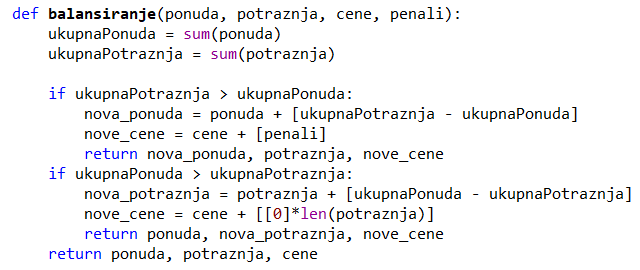 def balansiranje(ponuda, potraznja, cene, penali):
    ukupnaPonuda = sum(ponuda)
    ukupnaPotraznja = sum(potraznja)

    if ukupnaPotraznja > ukupnaPonuda:
        nova_ponuda = ponuda + [ukupnaPotraznja - ukupnaPonuda]
        nove_cene = cene + [penali]
        return nova_ponuda, potraznja, nove_cene
    if ukupnaPonuda > ukupnaPotraznja:
        nova_potraznja = potraznja + [ukupnaPonuda - ukupnaPotraznja]
        nove_cene = cene + [[0]*len(potraznja)]
        return ponuda, nova_potraznja, nove_cene
    return ponuda, potraznja, cene